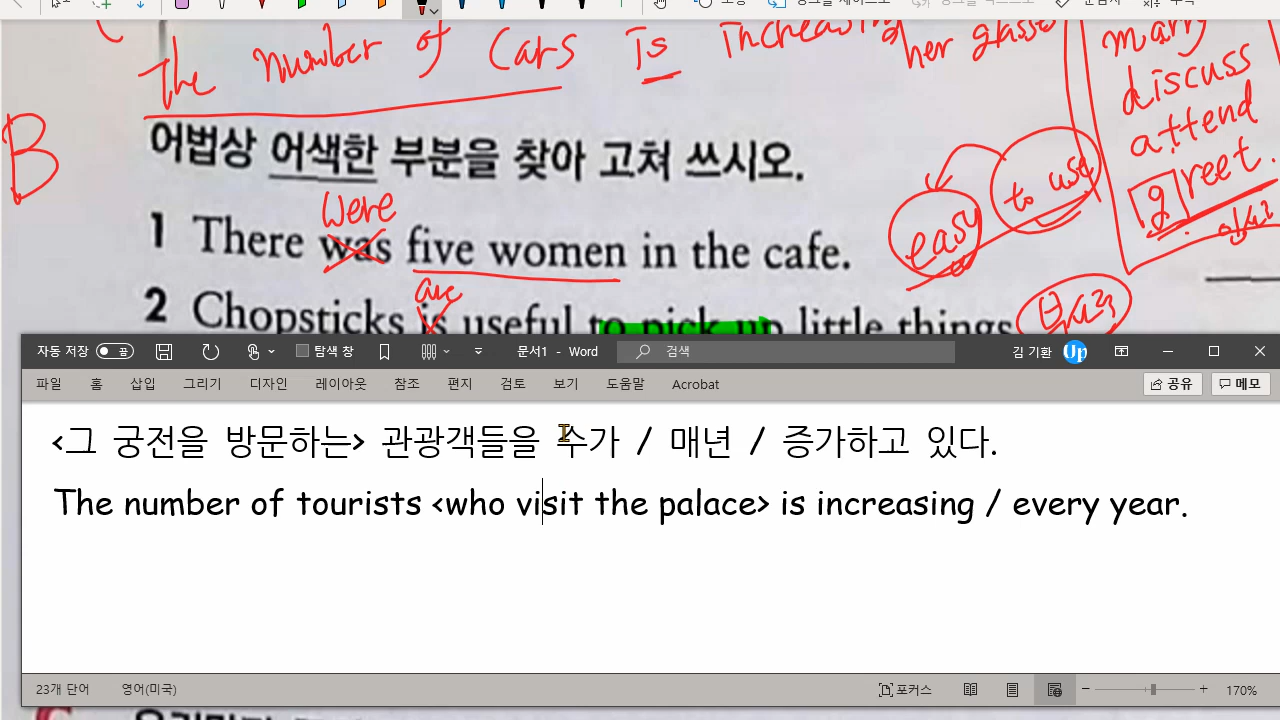 The number of cars is increasing
her glasse
marry
discuss
attend
greet.
B
어법상 어색한 부분을 찾아 고쳐 쓰시오.
were
easy
to use
1 There was five women in the cafe.
are
2 Chopsticks is useful to pick up little things
자동 저장 끔 탐색 창 문서1 - Word 검색 김 기환 Up
파일 홈 삽입 그리기 디자인 레이아웃 참조 편지 검토 보기 도움말 Acrobat 공유 메모
<그 궁전을 방문하는> 관광객들을 수가 / 매년 / 증가하고 있다.
The number of tourists <who visit the palace> is increasing / every year.
23개 단어 영어(미국) 포커스 170%